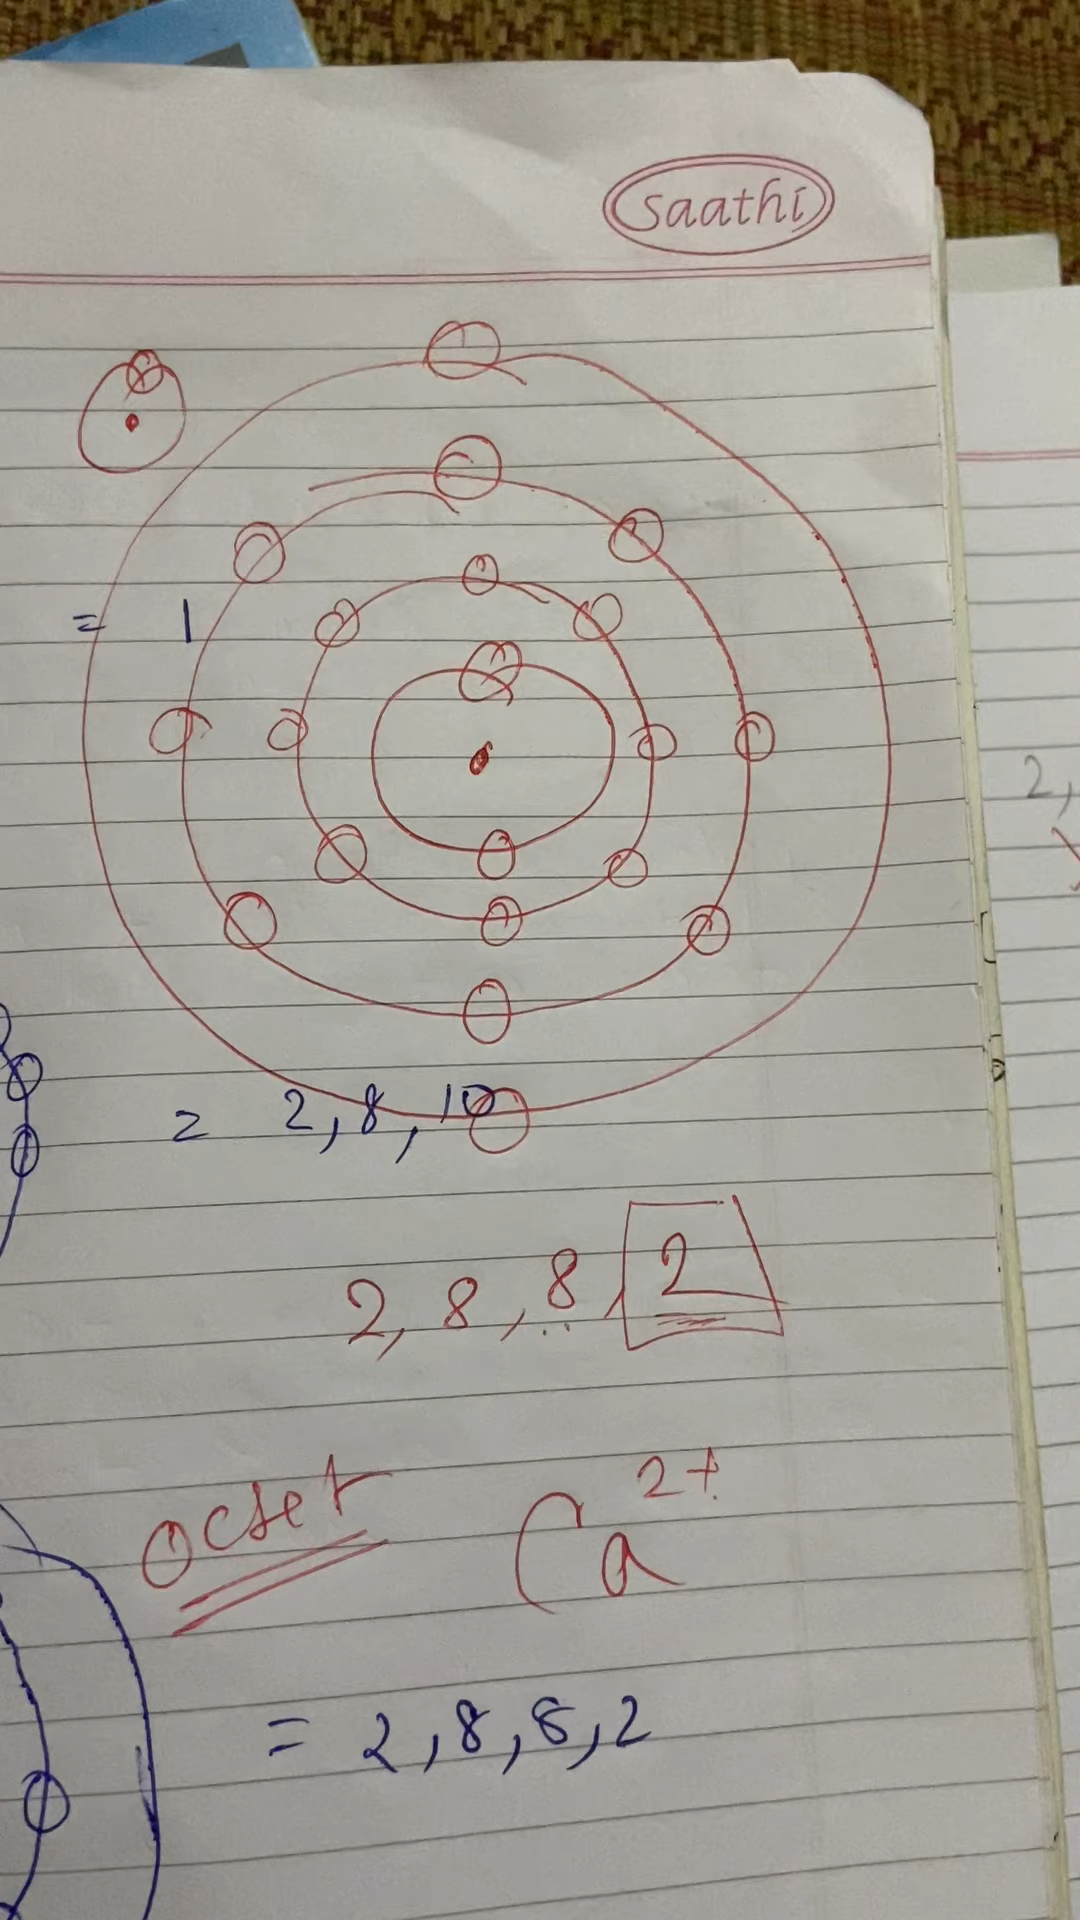 saathi
= 1
= 2, 8, 10
2, 8, 8, 2
2,
octet Ca²⁺
= 2, 8, 8, 2